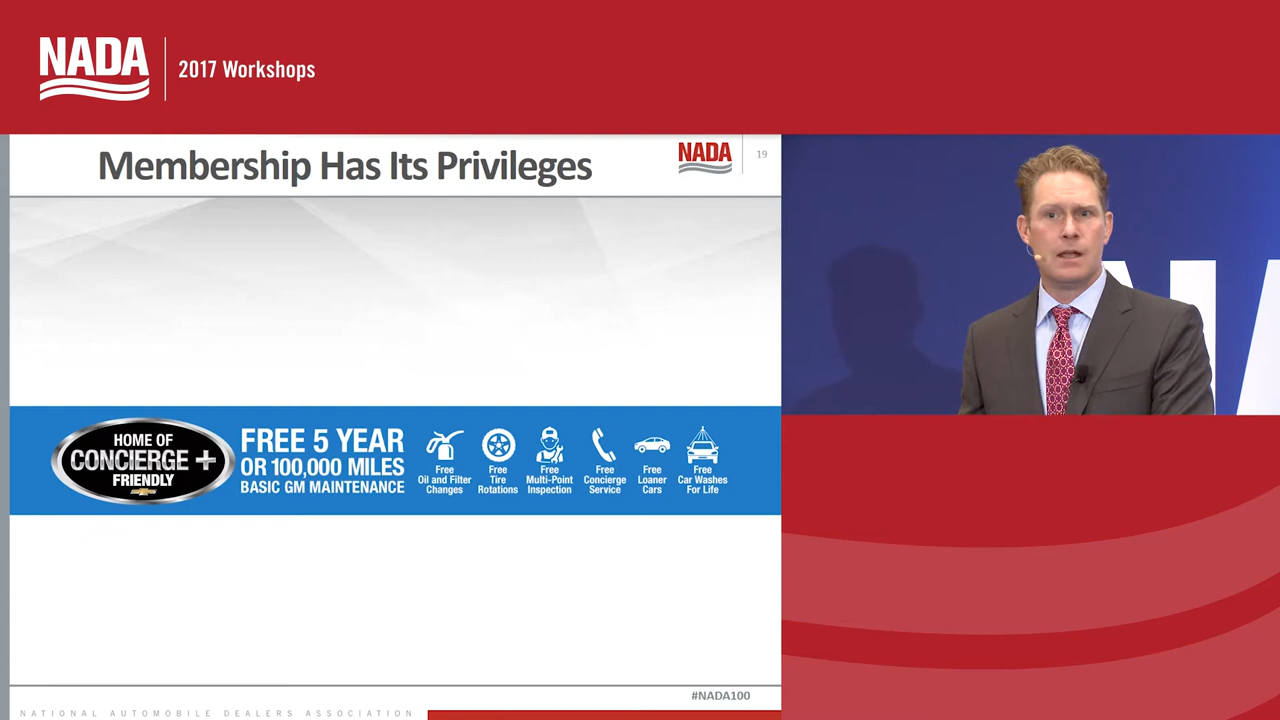 NADA
2017 Workshops
Membership Has Its Privileges
NADA
19
HOME OF
CONCIERGE +
FRIENDLY
FREE 5 YEAR
OR 100,000 MILES
BASIC GM MAINTENANCE
Free
Oil and Filter
Changes
Free
Tire
Rotations
Free
Multi-Point
Inspection
Free
Concierge
Service
Free
Loaner
Cars
Free
Car Washes
For Life
#NADA100
NATIONAL AUTOMOBILE DEALERS ASSOCIATION
NA